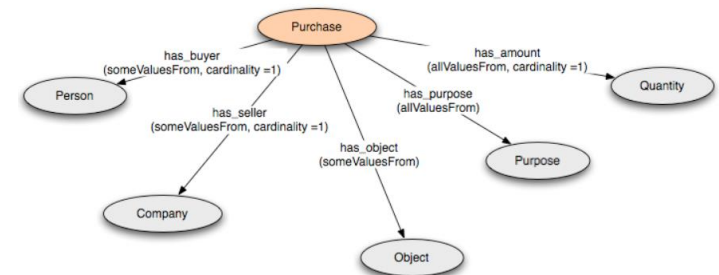 Purchase
has_buyer
(someValuesFrom, cardinality =1)
has_amount
(allValuesFrom, cardinality =1)
Person
Quantity
has_purpose
(allValuesFrom)
has_seller
(someValuesFrom, cardinality =1)
has_object
(someValuesFrom)
Purpose
Company
Object